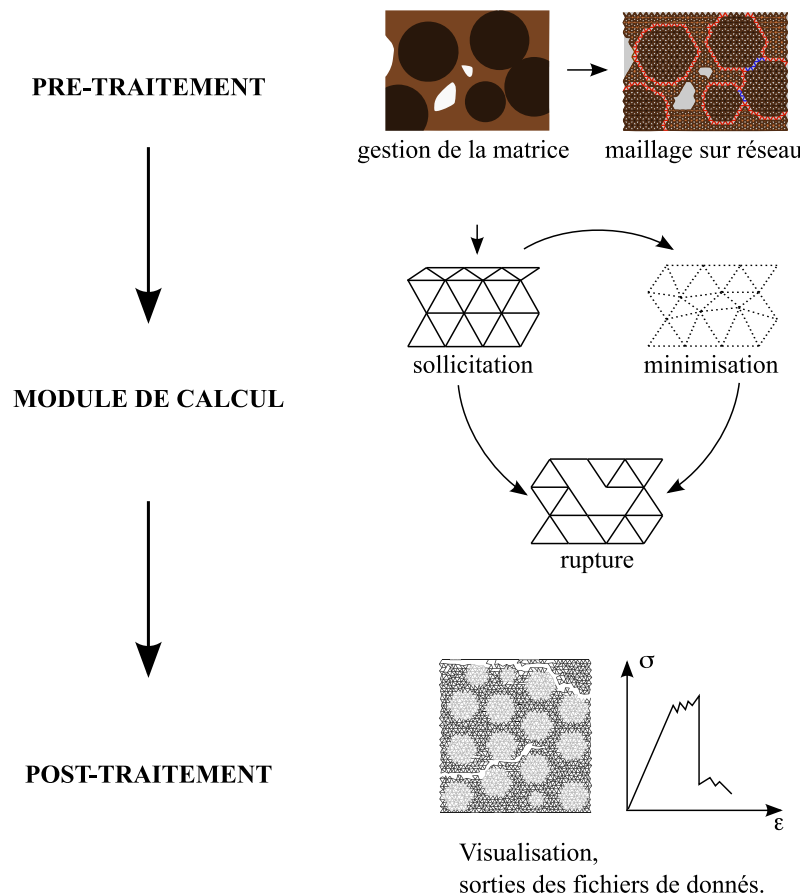 PRE-TRAITEMENT
gestion de la matrice
maillage sur réseau
sollicitation
minimisation
MODULE DE CALCUL
rupture
σ
POST-TRAITEMENT
ε
Visualisation,
sorties des fichiers de donnés.